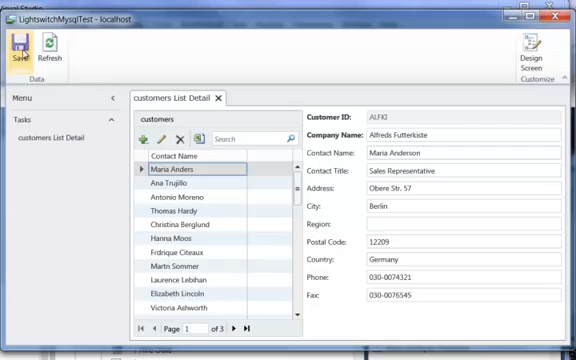 LightswitchMysqlTest - localhost
Save
Refresh
Design
Screen
Data
Customize
Menu
Tasks
customers List Detail
customers List Detail
customers
Search
Contact Name
Maria Anders
Ana Trujillo
Antonio Moreno
Thomas Hardy
Christina Berglund
Hanna Moos
Frdrique Citeaux
Martn Sommer
Laurence Lebihan
Elizabeth Lincoln
Victoria Ashworth
Page 1 of 3
Customer ID: ALFKI
Company Name: Alfreds Futterkiste
Contact Name: Maria Anderson
Contact Title: Sales Representative
Address: Obere Str. 57
City: Berlin
Region:
Postal Code: 12209
Country: Germany
Phone: 030-0074321
Fax: 030-0076545